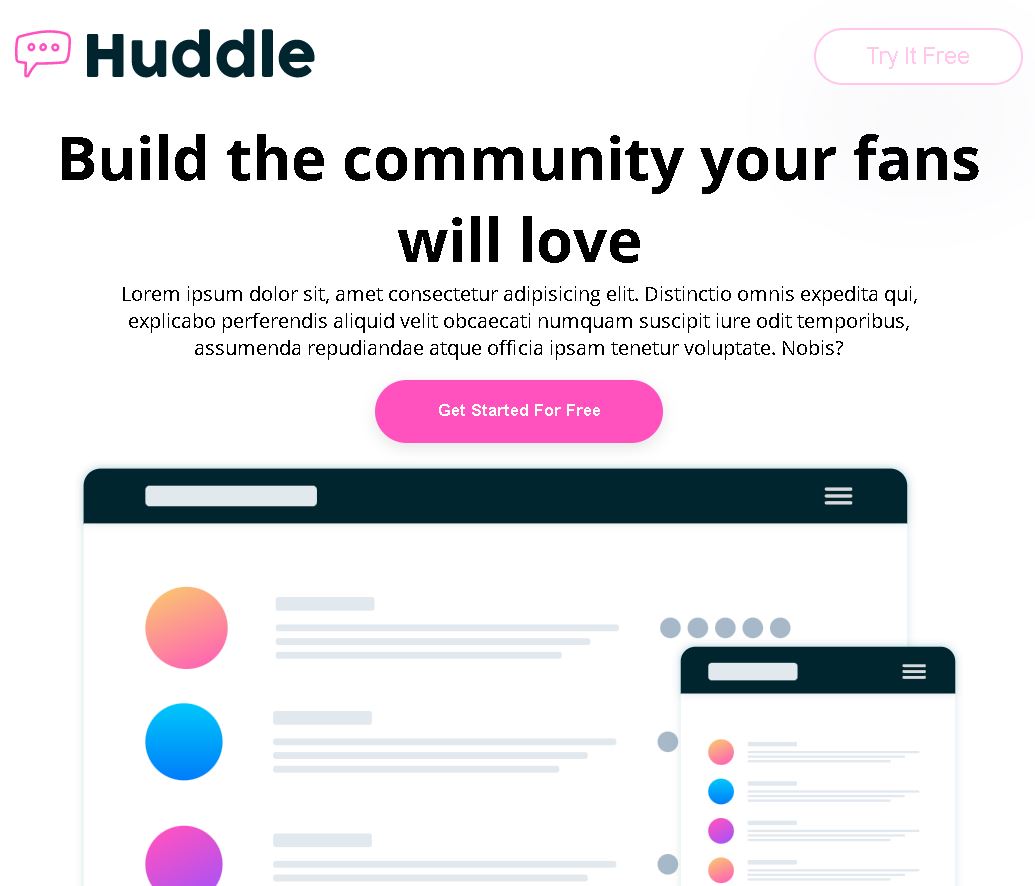 Huddle
Try It Free
Build the community your fans
will love
Lorem ipsum dolor sit, amet consectetur adipisicing elit. Distinctio omnis expedita qui,
explicabo perferendis aliquid velit obcaecati numquam suscipit iure odit temporibus,
assumenda repudiandae atque officia ipsam tenetur voluptate. Nobis?
Get Started For Free